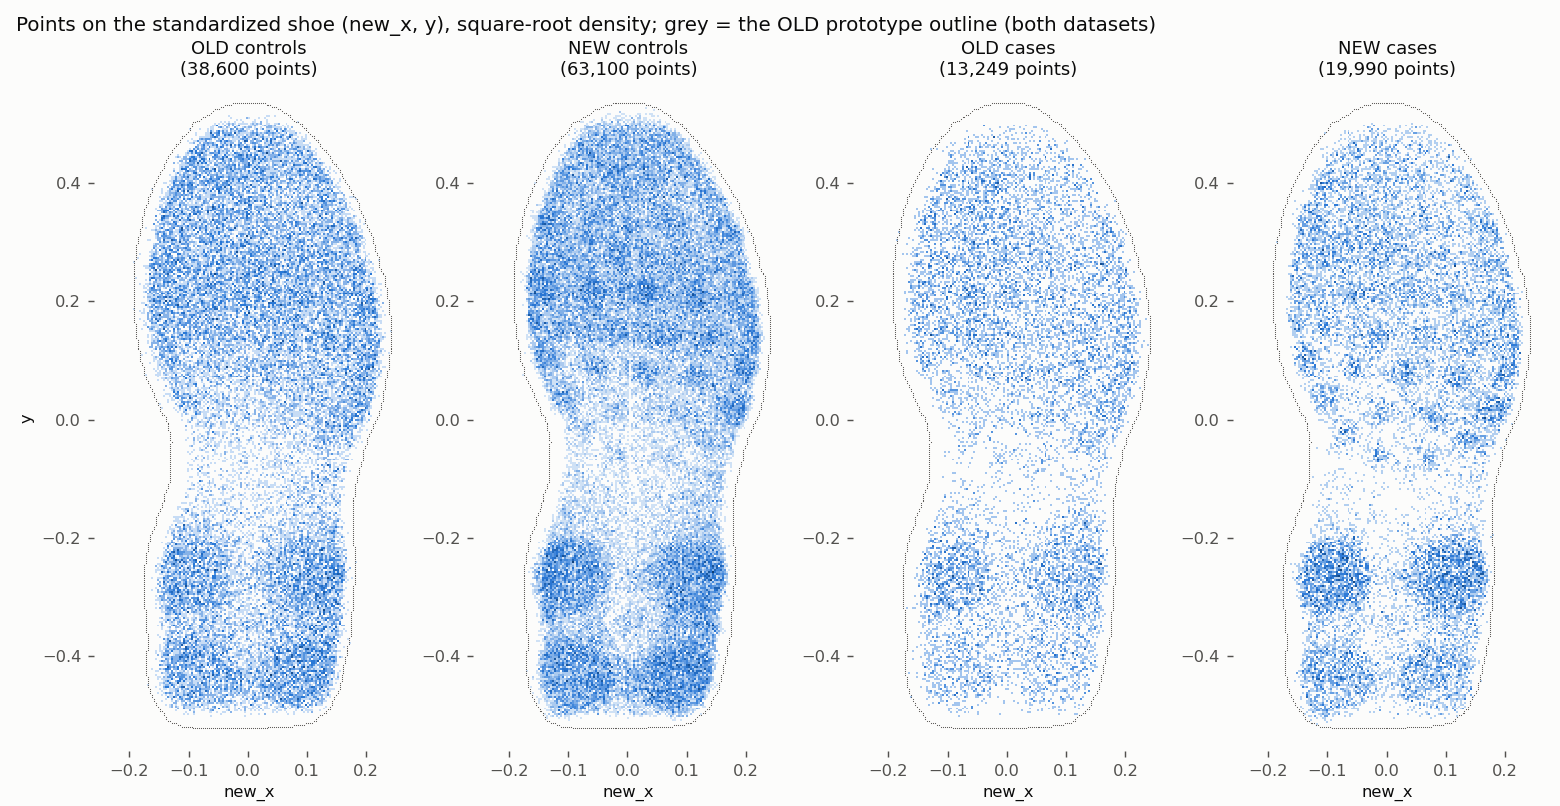 Points on the standardized shoe (new_x, y), square-root density; grey = the OLD prototype outline (both datasets)
OLD controls
(38,600 points)
NEW controls
(63,100 points)
OLD cases
(13,249 points)
NEW cases
(19,990 points)
y
0.4
0.2
0.0
−0.2
−0.4
0.4
0.2
0.0
−0.2
−0.4
0.4
0.2
0.0
−0.2
−0.4
0.4
0.2
0.0
−0.2
−0.4
−0.2 −0.1 0.0 0.1 0.2
−0.2 −0.1 0.0 0.1 0.2
−0.2 −0.1 0.0 0.1 0.2
−0.2 −0.1 0.0 0.1 0.2
new_x
new_x
new_x
new_x